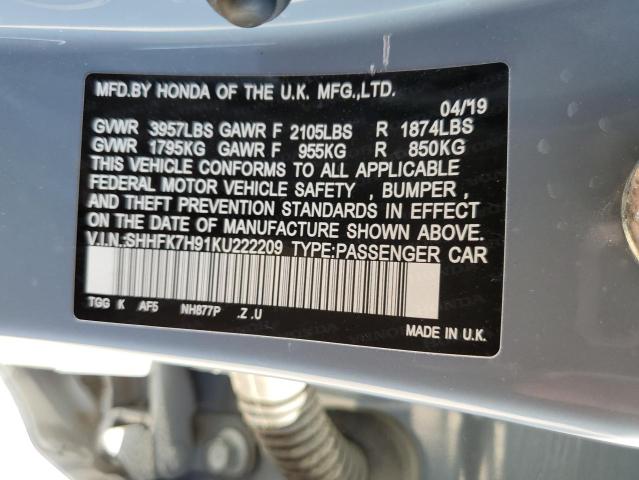 MFD.BY HONDA OF THE U.K. MFG.,LTD.
04/19
GVWR 3957LBS GAWR F 2105LBS R 1874LBS
GVWR 1795KG GAWR F 955KG R 850KG
THIS VEHICLE CONFORMS TO ALL APPLICABLE
FEDERAL MOTOR VEHICLE SAFETY , BUMPER ,
AND THEFT PREVENTION STANDARDS IN EFFECT
ON THE DATE OF MANUFACTURE SHOWN ABOVE.
V.I.N.:SHHFK7H91KU222209 TYPE:PASSENGER CAR
TGG K AF5 NH877P .Z .U
MADE IN U.K.